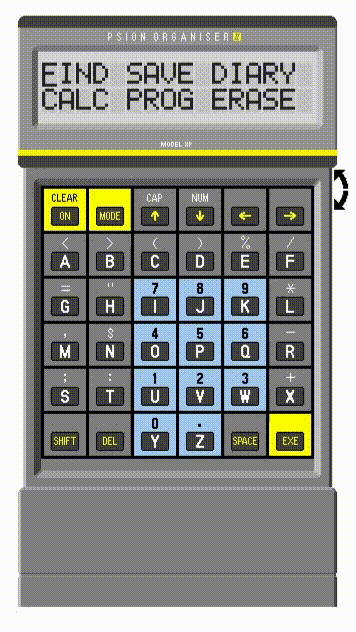 PSION ORGANISER II
FIND SAVE DIARY
CALC PROG ERASE
MODEL XP
CLEAR CAP NUM
ON MODE ↑ ↓ ← →
< > ( ) % /
A B C D E F
= " 7 8 9 *
G H I J K L
, $ 4 5 6 -
M N O P Q R
; : 1 2 3 +
S T U V W X
0 .
SHIFT DEL Y Z SPACE EXE